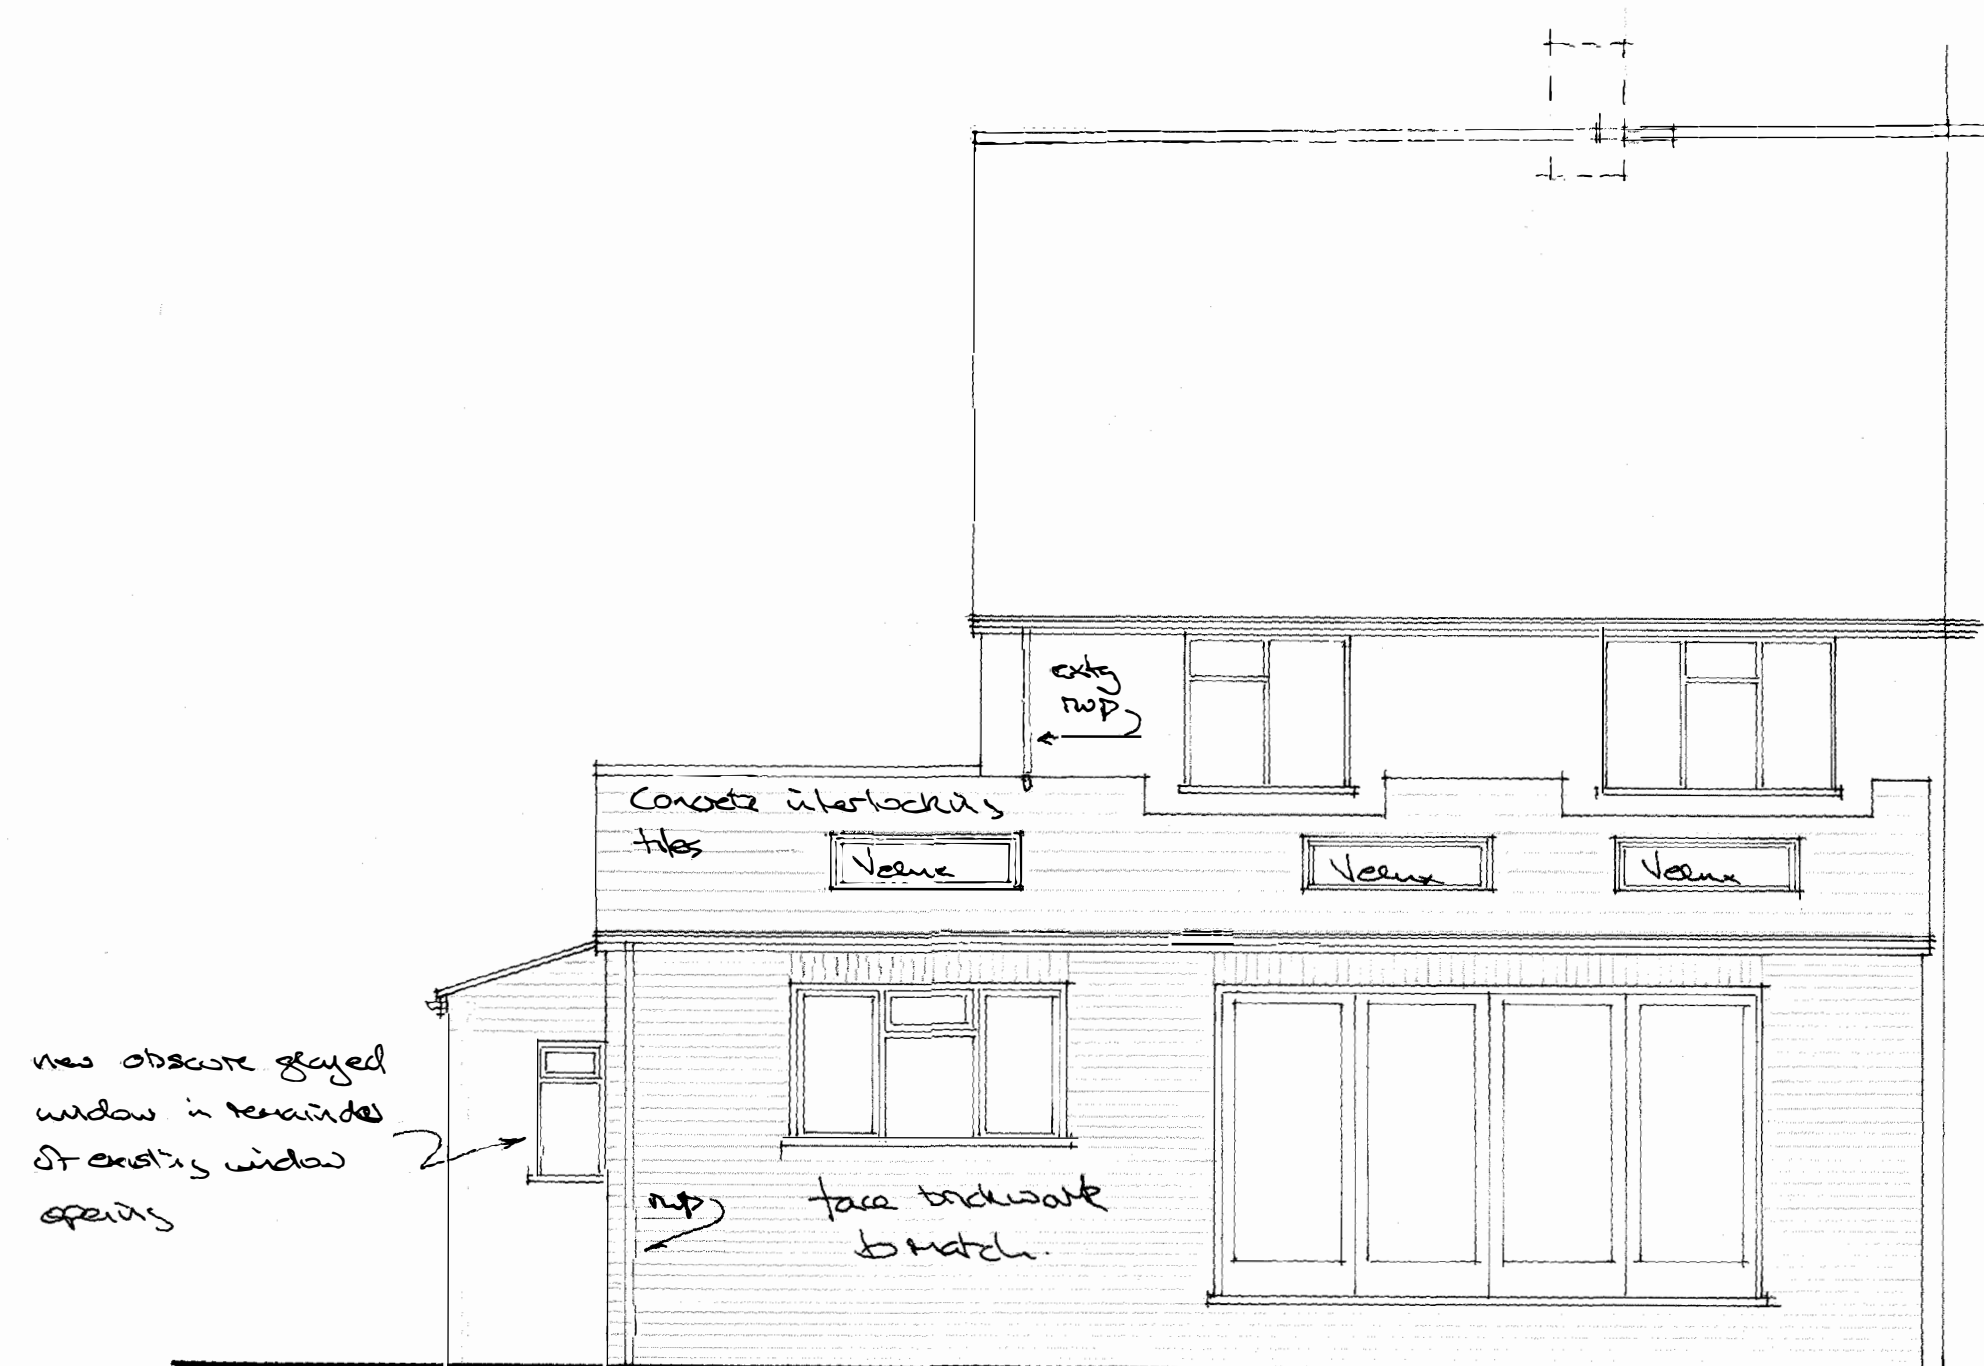 extg
rwp
Concrete interlocking
tiles
Velux
Velux
Velux
new obscure glazed
window in remainder
of existing window
opening
rwp
face brickwork
to match.